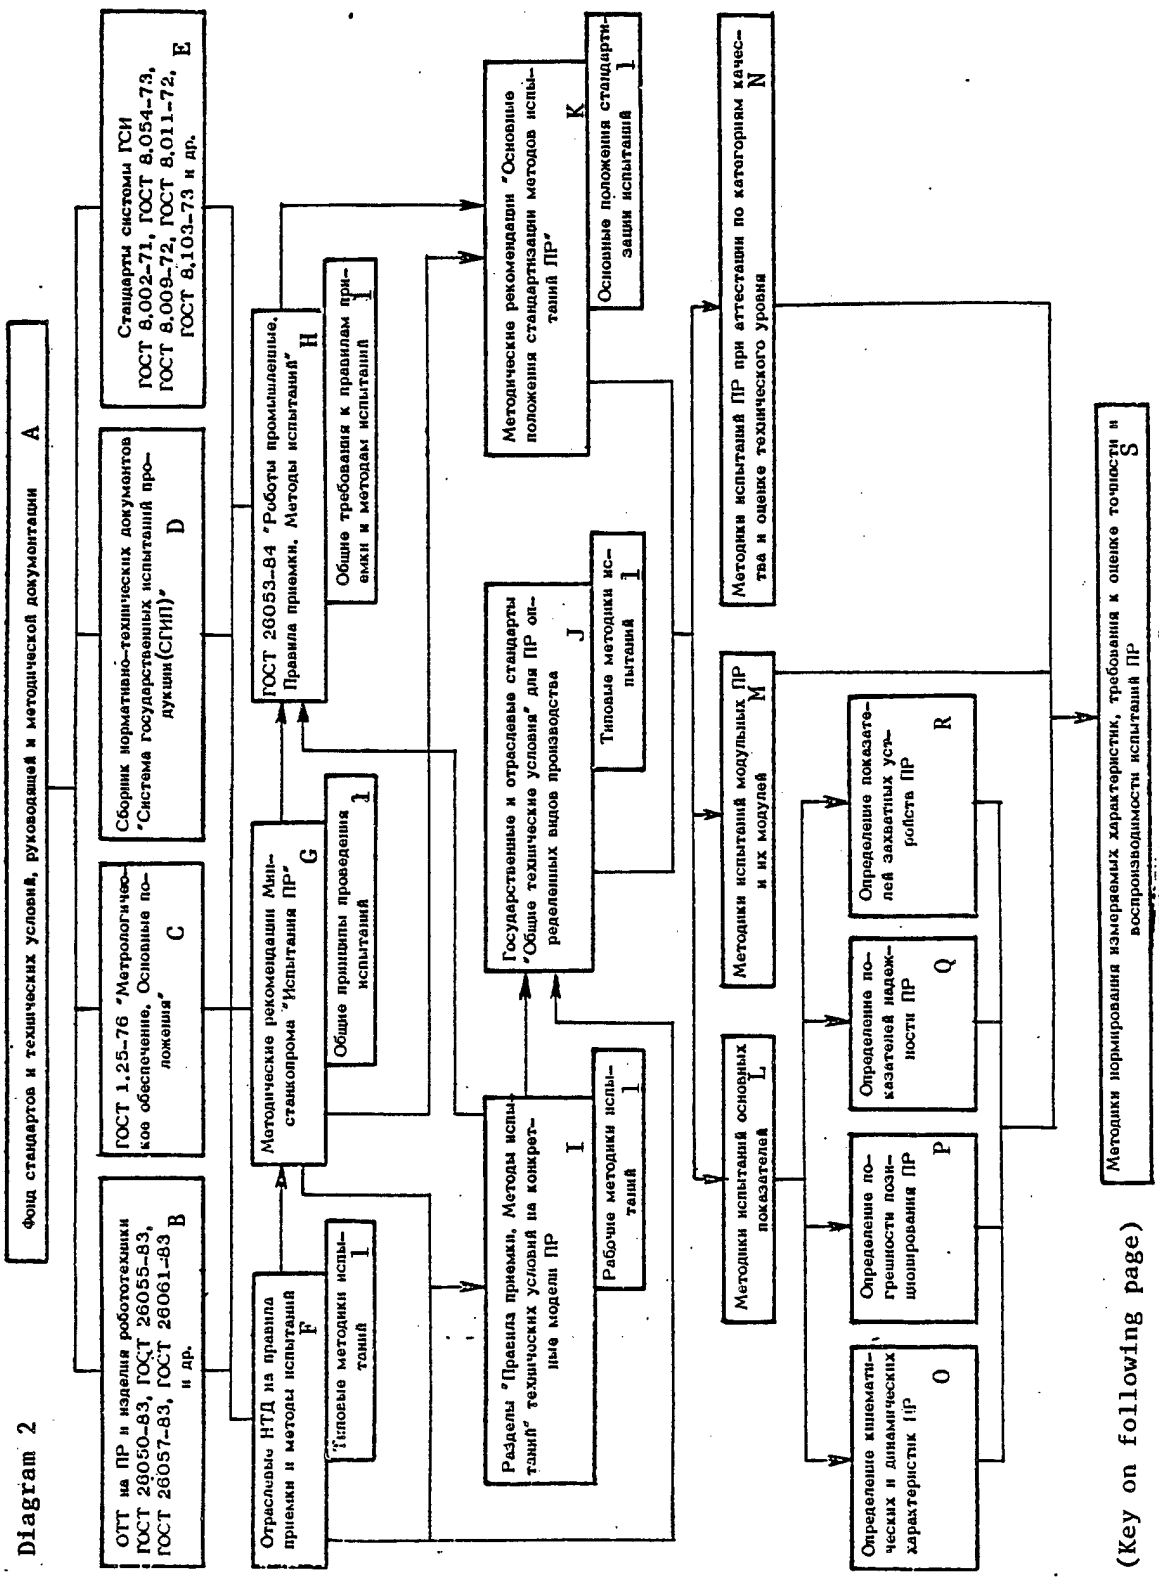 Diagram 2
Фонд стандартов и технических условий, руководящей и методической документации A
ОТТ на ПР и изделия робототехники
ГОСТ 26050-83, ГОСТ 26055-83,
ГОСТ 26057-83, ГОСТ 26061-83
и др. B
ГОСТ 1.25-76 "Метрологичес-
кое обеспечение. Основные по-
ложения" C
Сборник нормативно-технических документов
"Система государственных испытаний про-
дукции(СГИП)" D
Стандарты системы ГСИ
ГОСТ 8.002-71, ГОСТ 8.054-73,
ГОСТ 8.009-72, ГОСТ 8.011-72,
ГОСТ 8.103-73 и др. E
Отраслевые НТД на правила
приемки и методы испытаний
F
Типовые методики испы-
таний 1
Методические рекомендации Мин-
станкопрома "Испытания ПР"
G
Общие принципы проведения
испытаний 1
ГОСТ 26053-84 "Роботы промышленные.
Правила приемки. Методы испытаний"
H
Общие требования к правилам при-
емки и методам испытаний 1
Разделы "Правила приемки. Методы испы-
таний" технических условий на конкрет-
ные модели ПР I
Рабочие методики испы-
таний 1
Государственные и отраслевые стандарты
"Общие технические условия" для ПР оп-
ределенных видов производства J
Типовые методики ис-
пытаний 1
Методические рекомендации "Основные
положения стандартизации методов испы-
таний ПР" K
Основные положения стандарти-
зации испытаний 1
Методики испытаний основных
показателей L
Методики испытаний модульных ПР
и их модулей M
Методики испытаний ПР при аттестации по категориям качес-
тва и оценке технического уровня N
Определение кинемати-
ческих и динамических
характеристик ПР O
Определение по-
грешности пози-
ционирования ПР P
Определение по-
казателей надеж-
ности ПР Q
Определение показате-
лей захватных уст-
ройств ПР R
Методики нормирования измеряемых характеристик, требования к оценке точности и
воспроизводимости испытаний ПР S
(Key on following page)